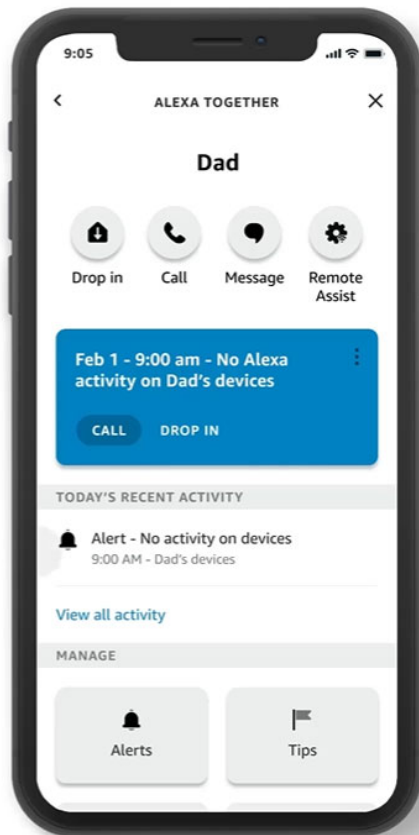 9:05
ALEXA TOGETHER
Dad
Drop in
Call
Message
Remote
Assist
Feb 1 - 9:00 am - No Alexa
activity on Dad's devices
CALL
DROP IN
TODAY'S RECENT ACTIVITY
Alert - No activity on devices
9:00 AM - Dad's devices
View all activity
MANAGE
Alerts
Tips